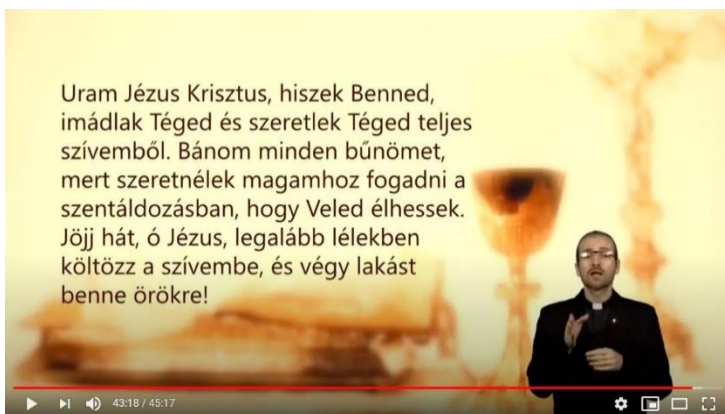 Uram Jézus Krisztus, hiszek Benned,
imádlak Téged és szeretlek Téged teljes
szívemből. Bánom minden bűnömet,
mert szeretnélek magamhoz fogadni a
szentáldozásban, hogy Veled élhessek.
Jöjj hát, ó Jézus, legalább lélekben
költözz a szívembe, és végy lakást
benne örökre!
43:18 / 45:17